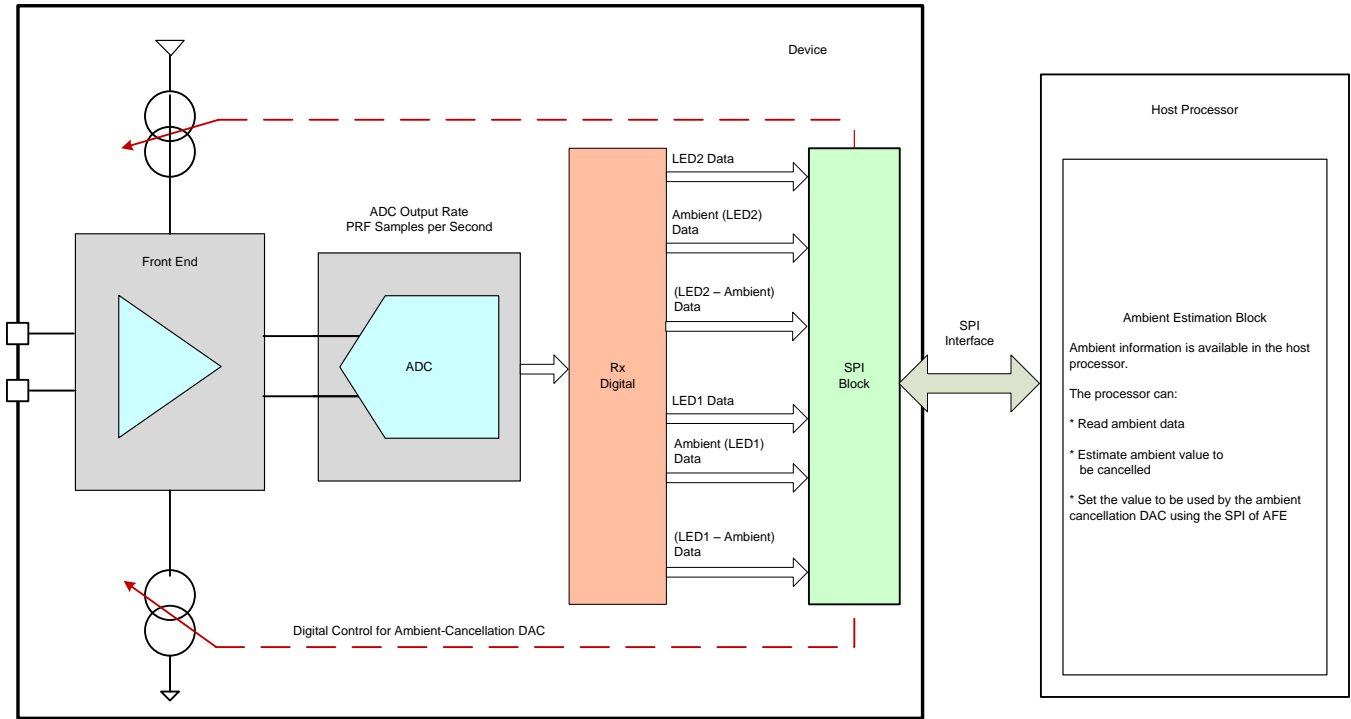 Device
Host Processor
ADC Output Rate
PRF Samples per Second
Front End
ADC
Rx
Digital
LED2 Data
Ambient (LED2)
Data
(LED2 – Ambient)
Data
LED1 Data
Ambient (LED1)
Data
(LED1 – Ambient)
Data
SPI
Block
SPI
Interface
Ambient Estimation Block
Ambient information is available in the host
processor.
The processor can:
* Read ambient data
* Estimate ambient value to
be cancelled
* Set the value to be used by the ambient
cancellation DAC using the SPI of AFE
Digital Control for Ambient-Cancellation DAC